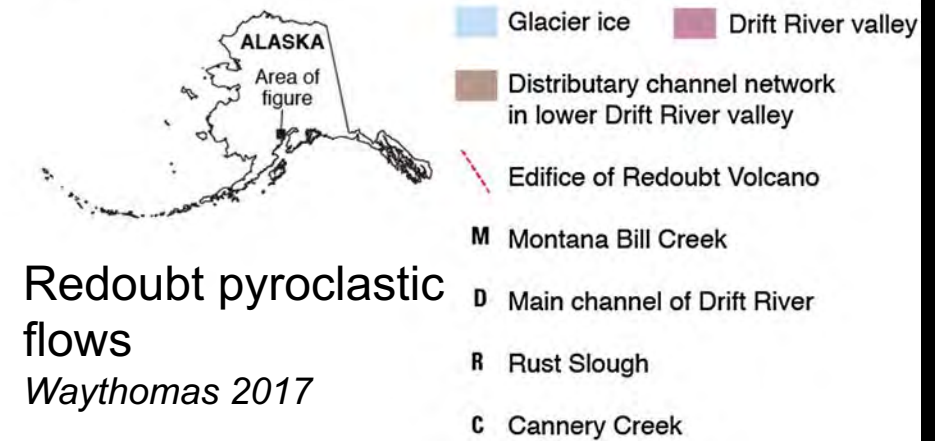 ALASKA
Area of
figure
Glacier ice
Drift River valley
Distributary channel network
in lower Drift River valley
Edifice of Redoubt Volcano
M Montana Bill Creek
D Main channel of Drift River
R Rust Slough
C Cannery Creek
Redoubt pyroclastic
flows
Waythomas 2017